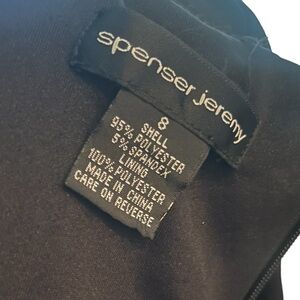 spenser jeremy
8
SHELL
95% POLYESTER
5% SPANDEX
LINING
100% POLYESTER
MADE IN CHINA
CARE ON REVERSE